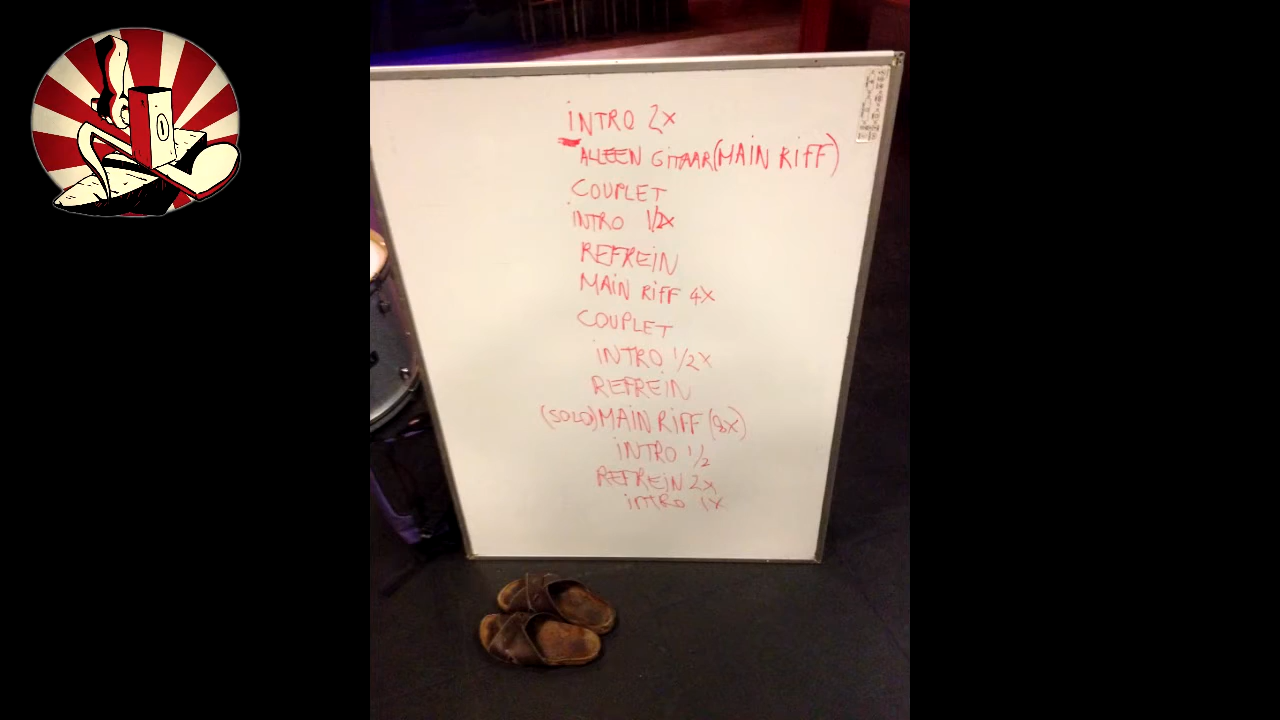 iNTRO 2x
ALLEEN GiTAAR (MAiN RiFF)
COUPLET
iNTRO 1/2x
REFREiN
MAiN RiFF 4X
COUPLET
iNTRO 1/2X
REFREiN
(SOLO) MAiN RiFF (8X)
iNTRO 1/2
REFREiN 2X
iNTRO 1X